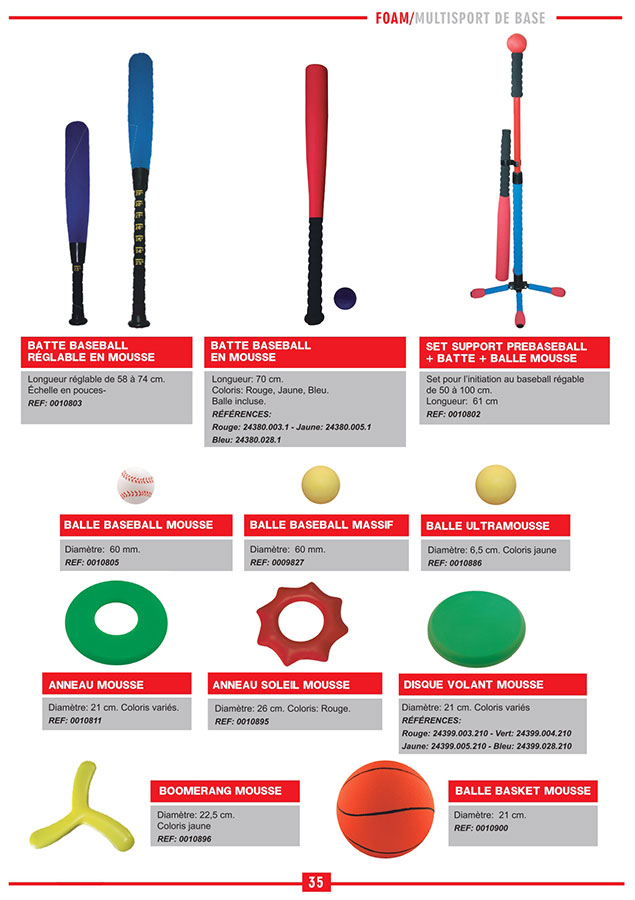 FOAM/MULTISPORT DE BASE
BATTE BASEBALL
RÉGLABLE EN MOUSSE
Longueur réglable de 58 à 74 cm.
Échelle en pouces-
REF: 0010803
BATTE BASEBALL
EN MOUSSE
Longueur: 70 cm.
Coloris: Rouge, Jaune, Bleu.
Balle incluse.
RÉFÉRENCES:
Rouge: 24380.003.1 - Jaune: 24380.005.1
Bleu: 24380.028.1
SET SUPPORT PREBASEBALL
+ BATTE + BALLE MOUSSE
Set pour l'initiation au baseball régable
de 50 à 100 cm.
Longueur: 61 cm
REF: 0010802
BALLE BASEBALL MOUSSE
Diamètre: 60 mm.
REF: 0010805
BALLE BASEBALL MASSIF
Diamètre: 60 mm.
REF: 0009827
BALLE ULTRAMOUSSE
Diamètre: 6,5 cm. Coloris jaune
REF: 0010886
ANNEAU MOUSSE
Diamètre: 21 cm. Coloris variés.
REF: 0010811
ANNEAU SOLEIL MOUSSE
Diamètre: 26 cm. Coloris: Rouge.
REF: 0010895
DISQUE VOLANT MOUSSE
Diamètre: 21 cm. Coloris variés
RÉFÉRENCES:
Rouge: 24399.003.210 - Vert: 24399.004.210
Jaune: 24399.005.210 - Bleu: 24399.028.210
BOOMERANG MOUSSE
Diamètre: 22,5 cm.
Coloris jaune
REF: 0010896
BALLE BASKET MOUSSE
Diamètre: 21 cm.
REF: 0010900
35